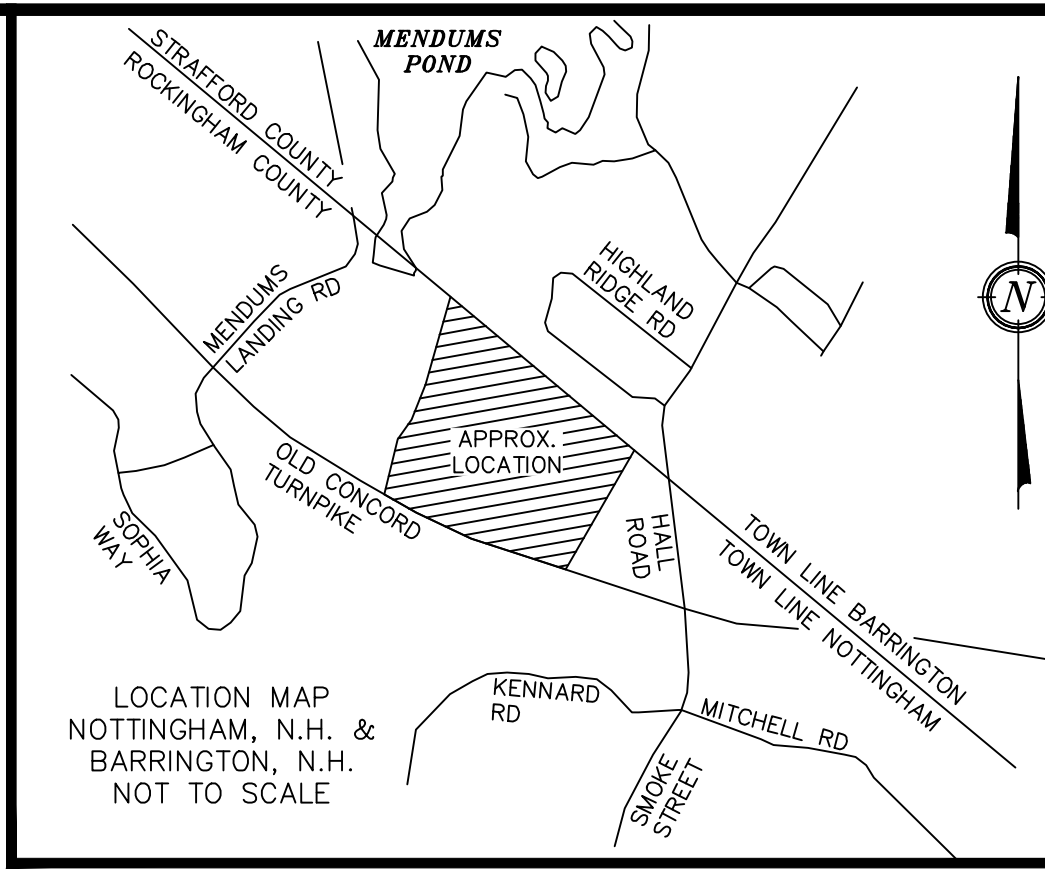 MENDUMS
POND
STRAFFORD COUNTY
ROCKINGHAM COUNTY
MENDUMS
LANDING RD
HIGHLAND
RIDGE RD
N
APPROX.
LOCATION
OLD CONCORD
TURNPIKE
SOPHIA
WAY
HALL
ROAD
TOWN LINE BARRINGTON
TOWN LINE NOTTINGHAM
KENNARD
RD
MITCHELL RD
SMOKE
STREET
LOCATION MAP
NOTTINGHAM, N.H. &
BARRINGTON, N.H.
NOT TO SCALE